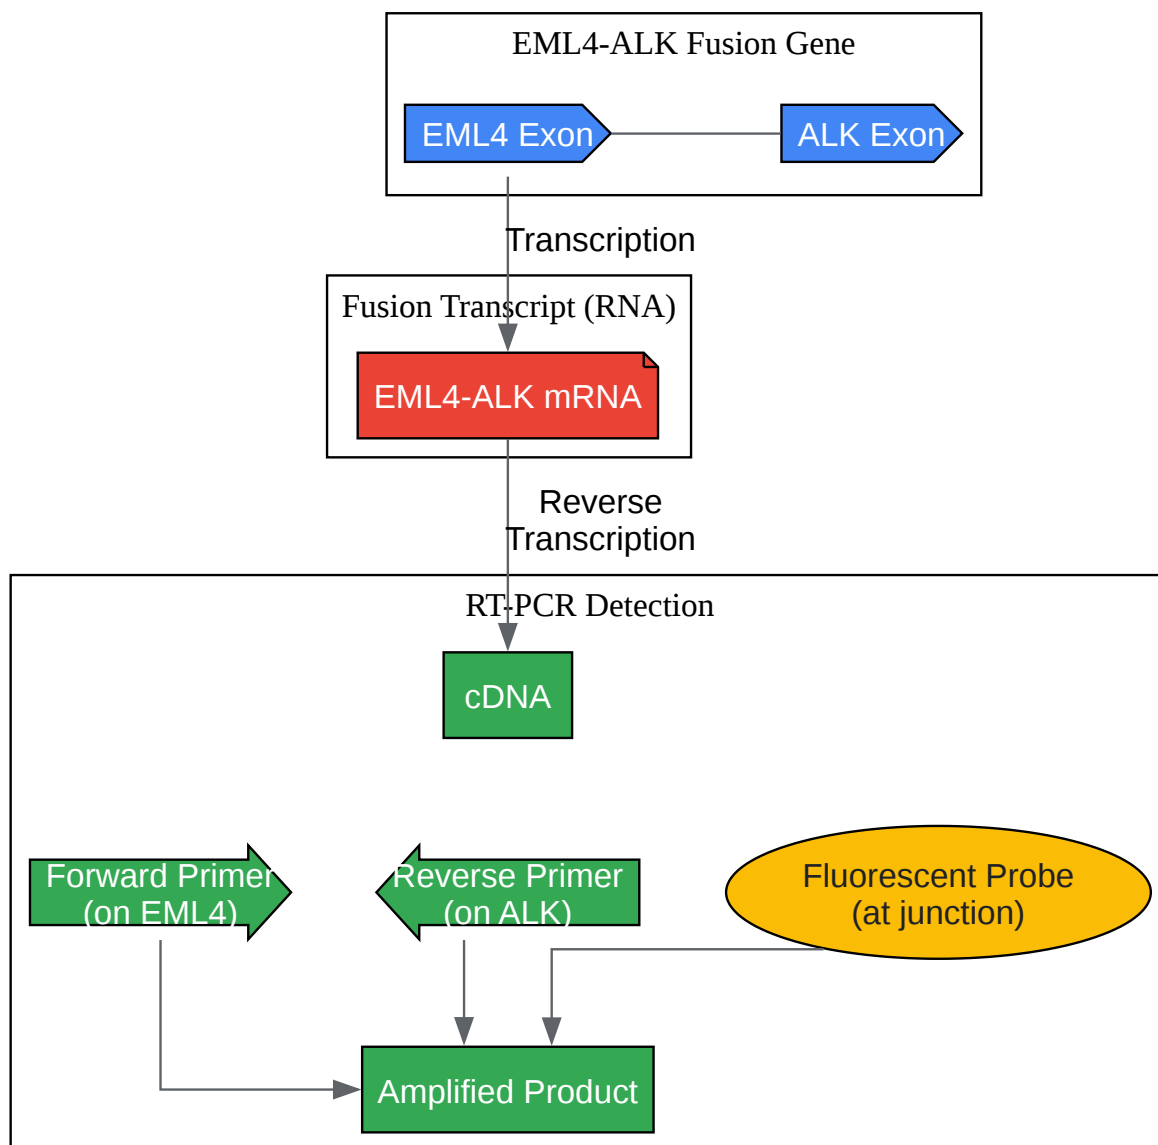 EML4-ALK Fusion Gene
EML4 Exon
ALK Exon
Transcription
Fusion Transcript (RNA)
EML4-ALK mRNA
Reverse
Transcription
RT-PCR Detection
cDNA
Forward Primer
(on EML4)
Reverse Primer
(on ALK)
Fluorescent Probe
(at junction)
Amplified Product